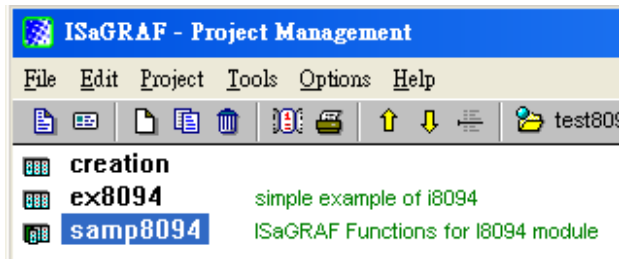 ISaGRAF - Project Management
File Edit Project Tools Options Help
test809
creation
ex8094 simple example of i8094
samp8094 ISaGRAF Functions for I8094 module